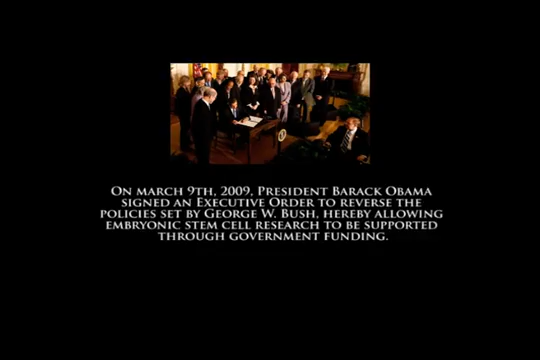 On march 9th, 2009, President Barack Obama
signed an Executive Order to reverse the
policies set by George W. Bush, hereby allowing
embryonic stem cell research to be supported
through government funding.